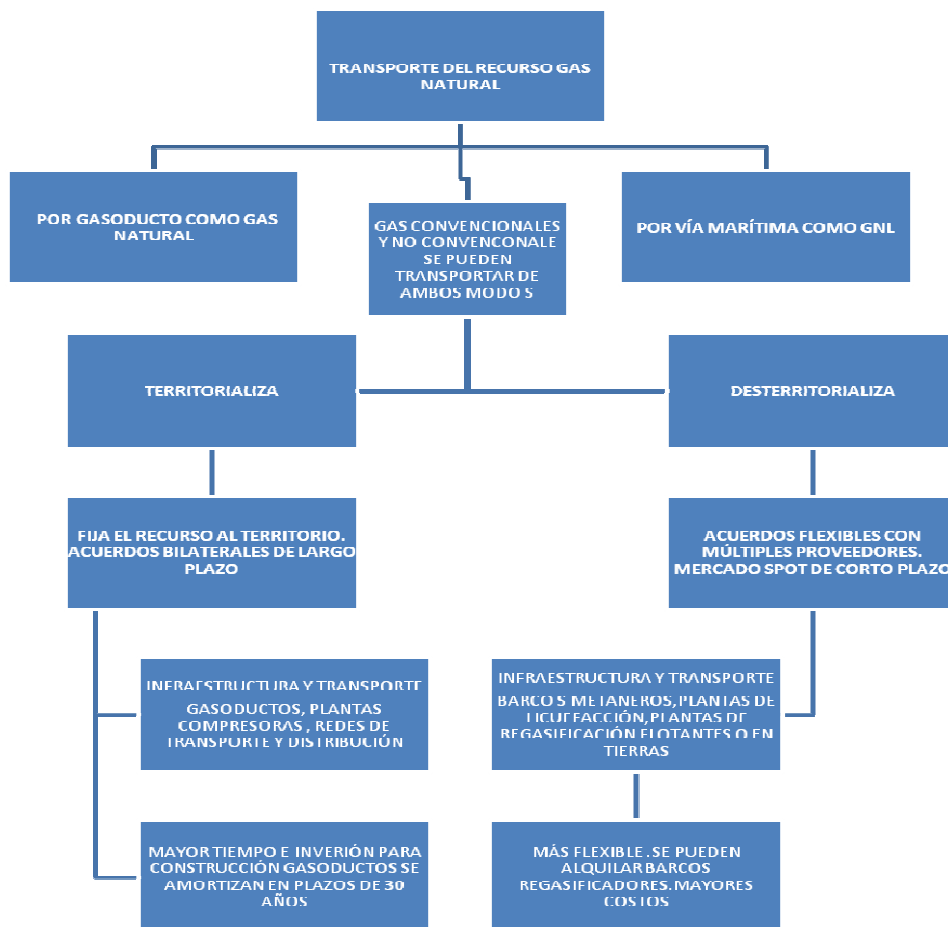 TRANSPORTE DEL RECURSO GAS
NATURAL
POR GASODUCTO COMO GAS
NATURAL
GAS CONVENCIONALES
Y NO CONVENCONALE
SE PUEDEN
TRANSPORTAR DE
AMBOS MODO S
POR VÍA MARÍTIMA COMO GNL
TERRITORIALIZA
DESTERRITORIALIZA
FIJA EL RECURSO AL TERRITORIO.
ACUERDOS BILATERALES DE LARGO
PLAZO
ACUERDOS FLEXIBLES CON
MÚLTIPLES PROVEEDORES.
MERCADO SPOT DE CORTO PLAZO
INFRAESTRUCTURA Y TRANSPORTE
GASODUCTOS, PLANTAS
COMPRESORAS , REDES DE
TRANSPORTE Y DISTRIBUCIÓN
INFRAESTRUCTURA Y TRANSPORTE
BARCO S METANEROS, PLANTAS DE
LICUEFACCIÓN, PLANTAS DE
REGASIFICACIÓN FLOTANTES O EN
TIERRAS
MAYOR TIEMPO E INVERIÓN PARA
CONSTRUCCIÓN GASODUCTOS SE
AMORTIZAN EN PLAZOS DE 30
AÑOS
MÁS FLEXIBLE . SE PUEDEN
ALQUILAR BARCOS
REGASIFICADORES. MAYORES
COSTOS